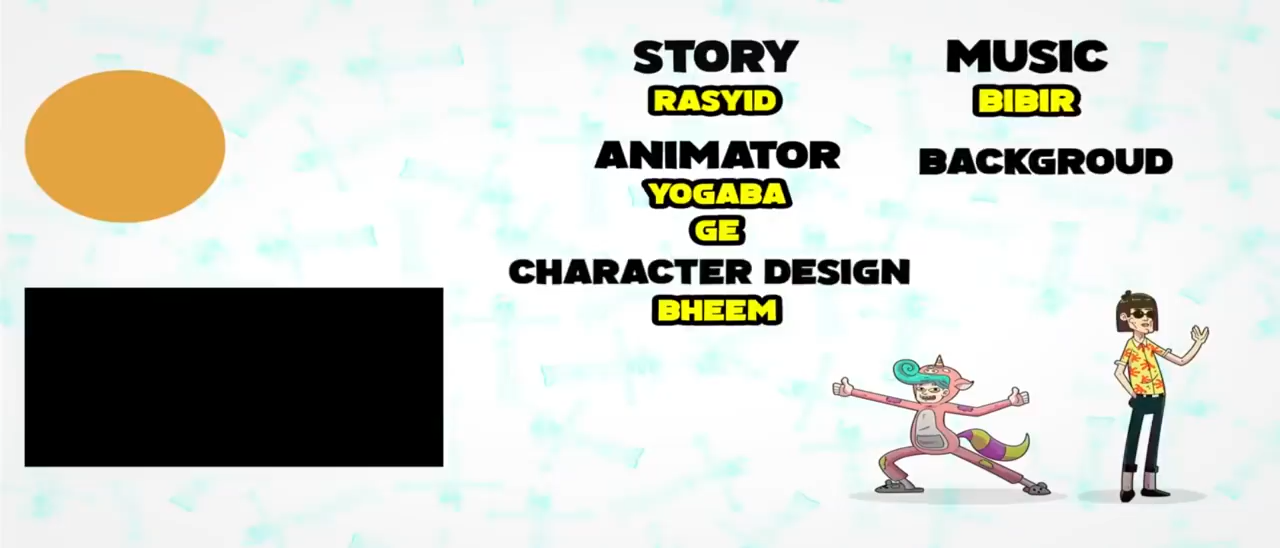 STORY
RASYID
ANIMATOR
YOGABA
GE
CHARACTER DESIGN
BHEEM
MUSIC
BIBIR
BACKGROUD